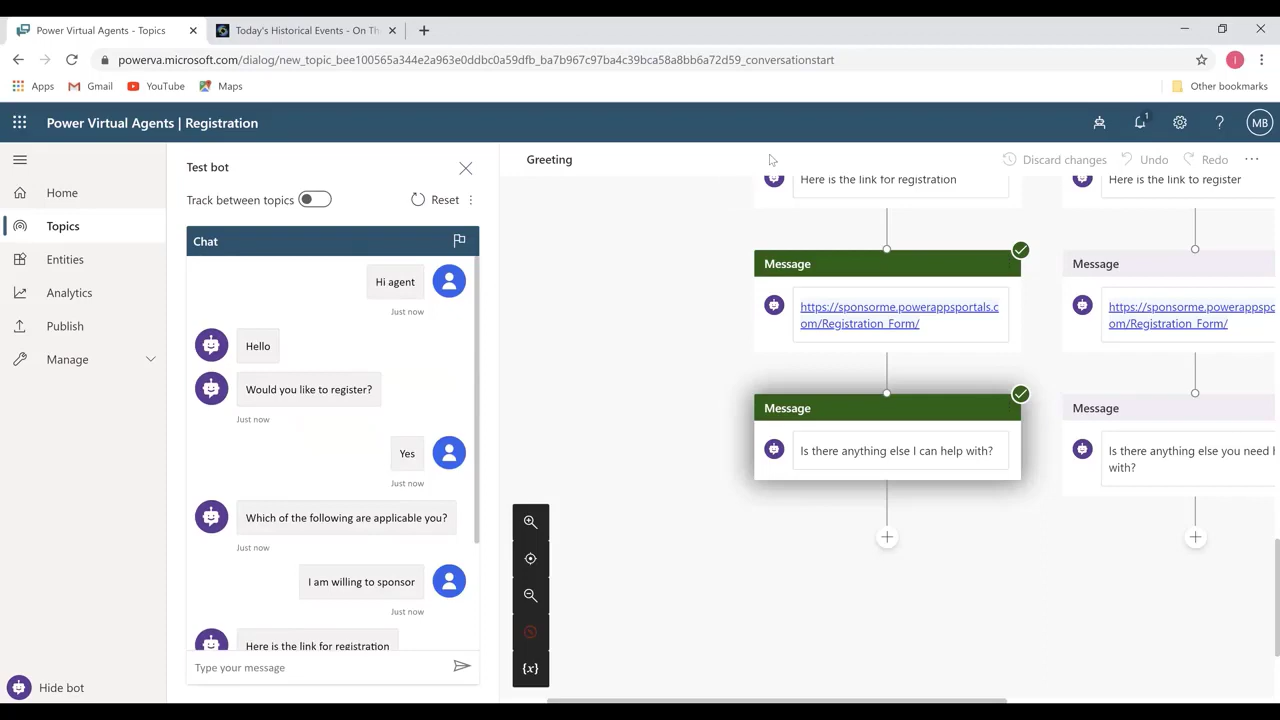 Power Virtual Agents - Topics
Today's Historical Events - On Th
powerva.microsoft.com/dialog/new_topic_bee100565a344e2a963e0ddbc0a59dfb_ba7b967c97ba4c39bca58a8bb6a72d59_conversationstart
I
Apps
Gmail
YouTube
Maps
Other bookmarks
Power Virtual Agents | Registration
1
?
MB
Home
Topics
Entities
Analytics
Publish
Manage
Hide bot
Test bot
Track between topics
Reset
Chat
Hi agent
Just now
Hello
Would you like to register?
Just now
Yes
Just now
Which of the following are applicable you?
Just now
I am willing to sponsor
Just now
Here is the link for registration
Type your message
Greeting
Discard changes
Undo
Redo
...
Here is the link for registration
Message
https://sponsorme.powerappsportals.c
om/Registration_Form/
Message
Is there anything else I can help with?
Here is the link to register
Message
https://sponsorme.powerappspo
om/Registration_Form/
Message
Is there anything else you need h
with?
{x}